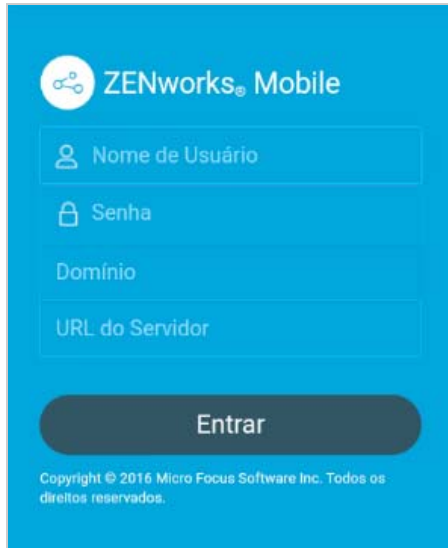 ZENworks® Mobile
Nome de Usuário
Senha
Domínio
URL do Servidor
Entrar
Copyright © 2016 Micro Focus Software Inc. Todos os
direitos reservados.